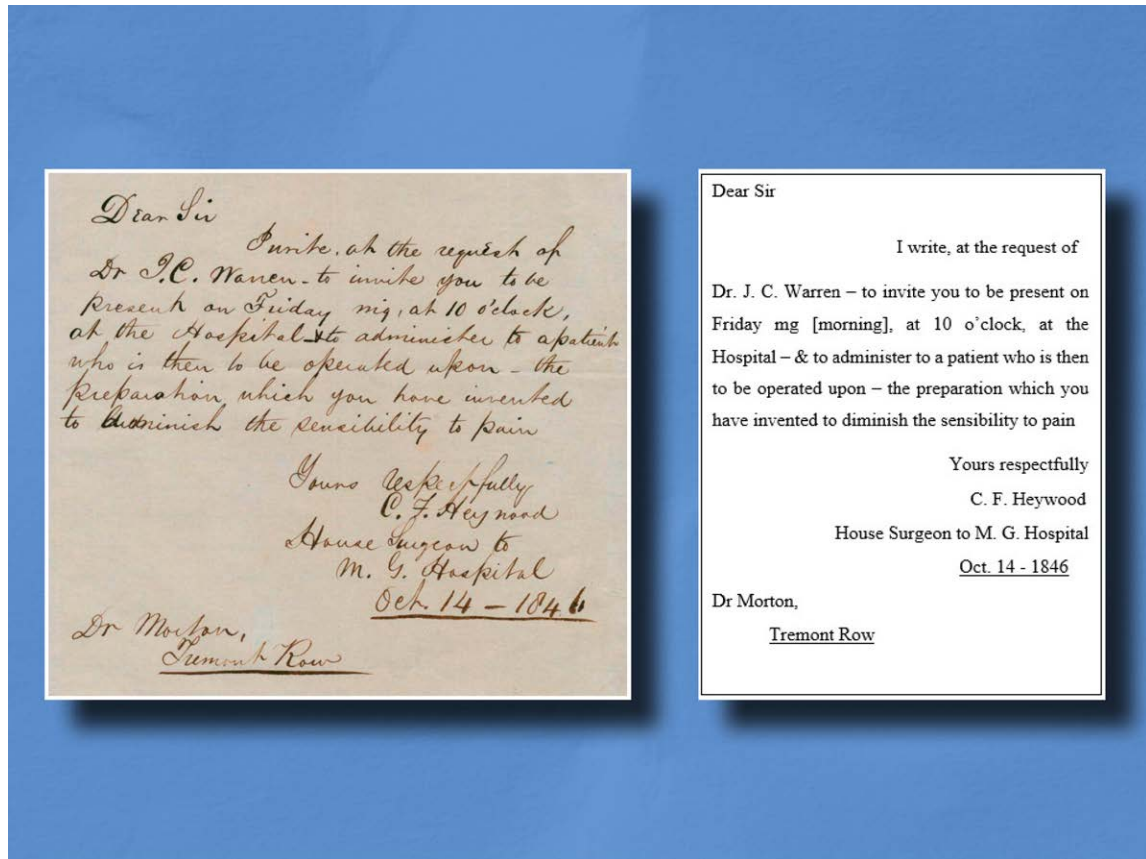 Dear Sir
I write, at the request of
Dr J. C. Warren - to invite you to be
present on Friday mg, at 10 o'clock,
at the Hospital - & to administer to a patient
who is then to be operated upon - the
preparation which you have invented
to diminish the sensibility to pain
Yours respectfully
C. F. Heywood
House Surgeon to
M. G. Hospital
Oct. 14 - 1846
Dr Morton,
Tremont Row
Dear Sir
I write, at the request of
Dr. J. C. Warren – to invite you to be present on
Friday mg [morning], at 10 o’clock, at the
Hospital – & to administer to a patient who is then
to be operated upon – the preparation which you
have invented to diminish the sensibility to pain
Yours respectfully
C. F. Heywood
House Surgeon to M. G. Hospital
Oct. 14 - 1846
Dr Morton,
Tremont Row